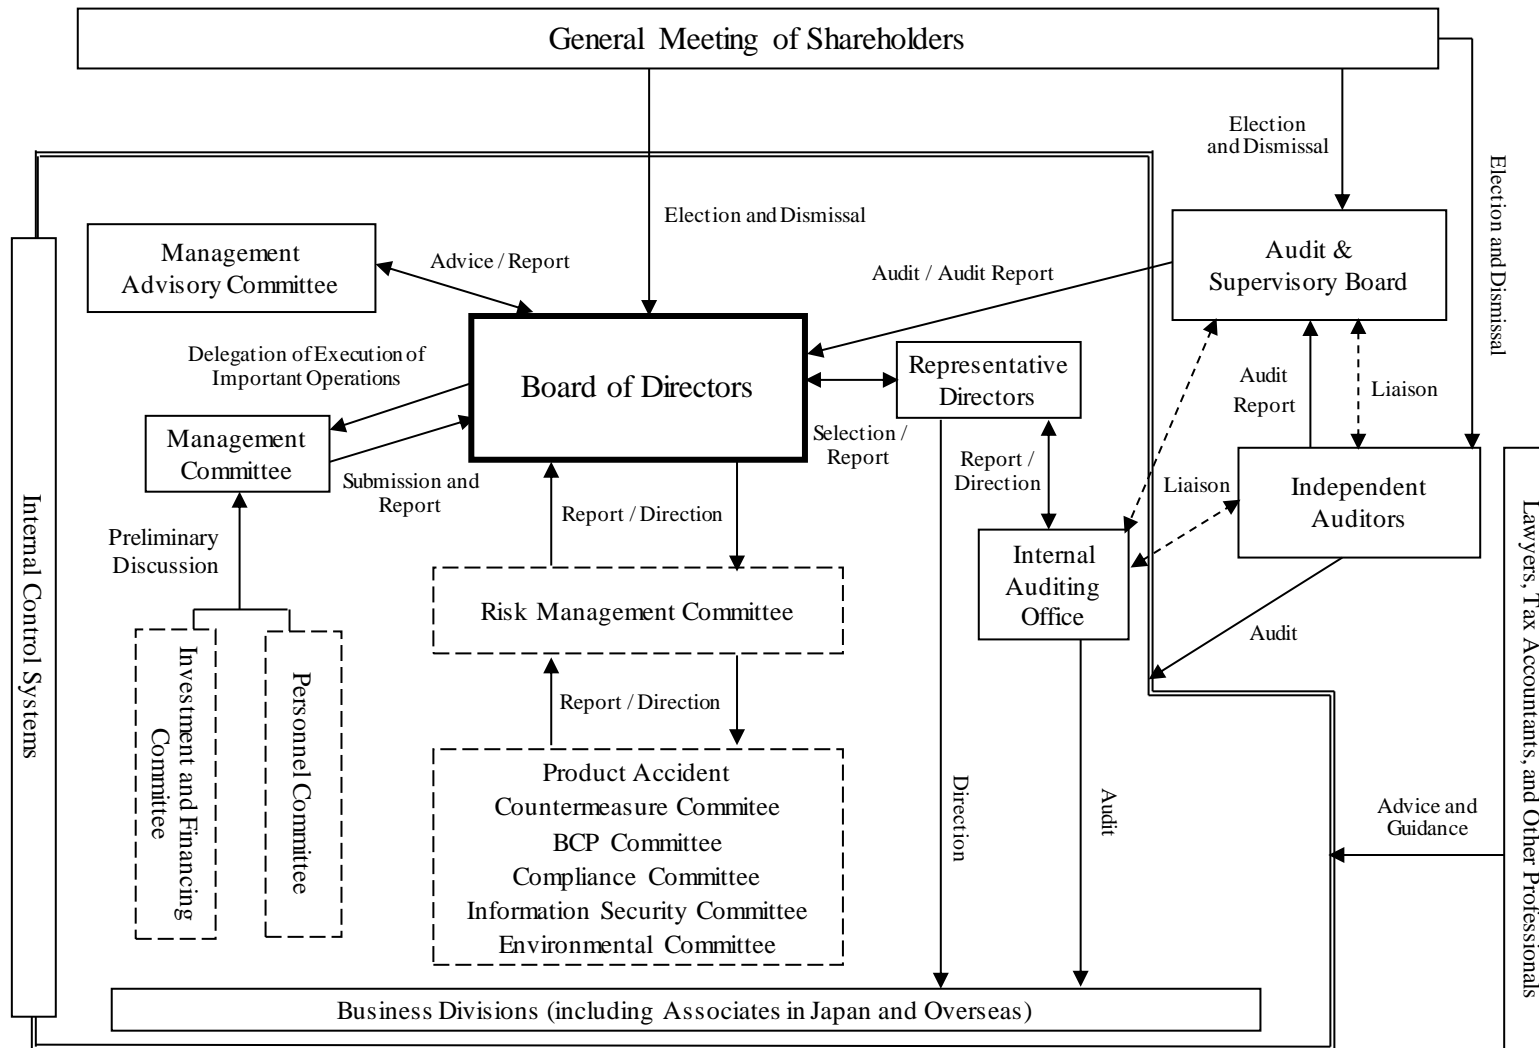 General Meeting of Shareholders
Election
and Dismissal
Election and Dismissal
Election and Dismissal
Management
Advisory Committee
Advice / Report
Audit / Audit Report
Audit &
Supervisory Board
Delegation of Execution of
Important Operations
Board of Directors
Representative
Directors
Audit
Report
Liaison
Management
Committee
Submission and
Report
Selection /
Report
Report /
Direction
Liaison
Independent
Auditors
Internal Control Systems
Preliminary
Discussion
Report / Direction
Risk Management Committee
Internal
Auditing
Office
Audit
Investment and Financing
Committee
Personnel Committee
Report / Direction
Product Accident
Countermeasure Commitee
BCP Committee
Compliance Committee
Information Security Committee
Environmental Committee
Direction
Audit
Advice and
Guidance
Lawyers, Tax Accountants, and Other Professionals
Business Divisions (including Associates in Japan and Overseas)